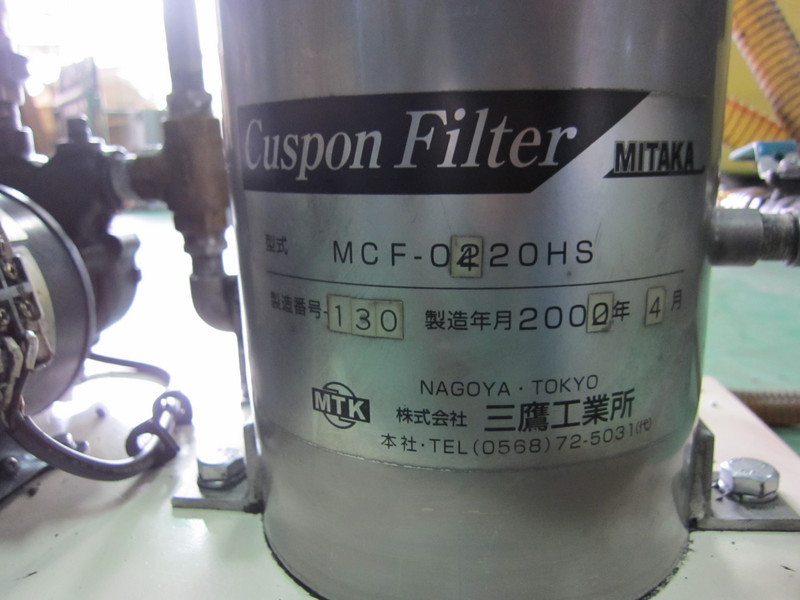 Cuspon Filter
MITAKA
型式 MCF-0420HS
製造番号-130 製造年月2002年 4月
NAGOYA・TOKYO
MTK 株式会社 三鷹工業所
本社・TEL(0568)72-5031(代)